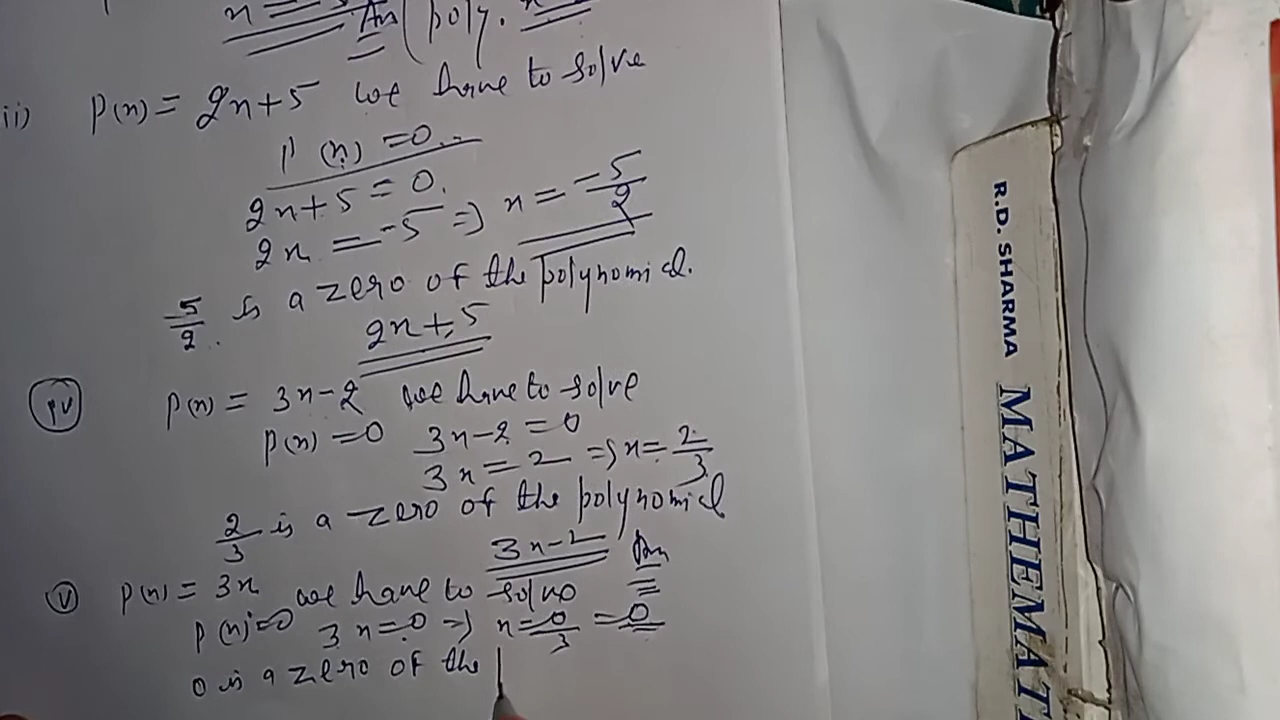 Ans poly.
ii) P(x) = 2x+5 we have to solve
P(x) = 0
2x+5 = 0.
2x = -5 => x = -5/2
-5/2 is a zero of the polynomial.
2x+5
iv P(x) = 3x-2 we have to solve
P(x) = 0 3x-2 = 0
3x = 2 => x = 2/3
2/3 is a zero of the polynomial
3x-2 Ans
v P(x) = 3x we have to solve
P(x) = 0 3x = 0 => x = 0/3 = 0
0 is a zero of the
R.D. SHARMA MATHEMAT